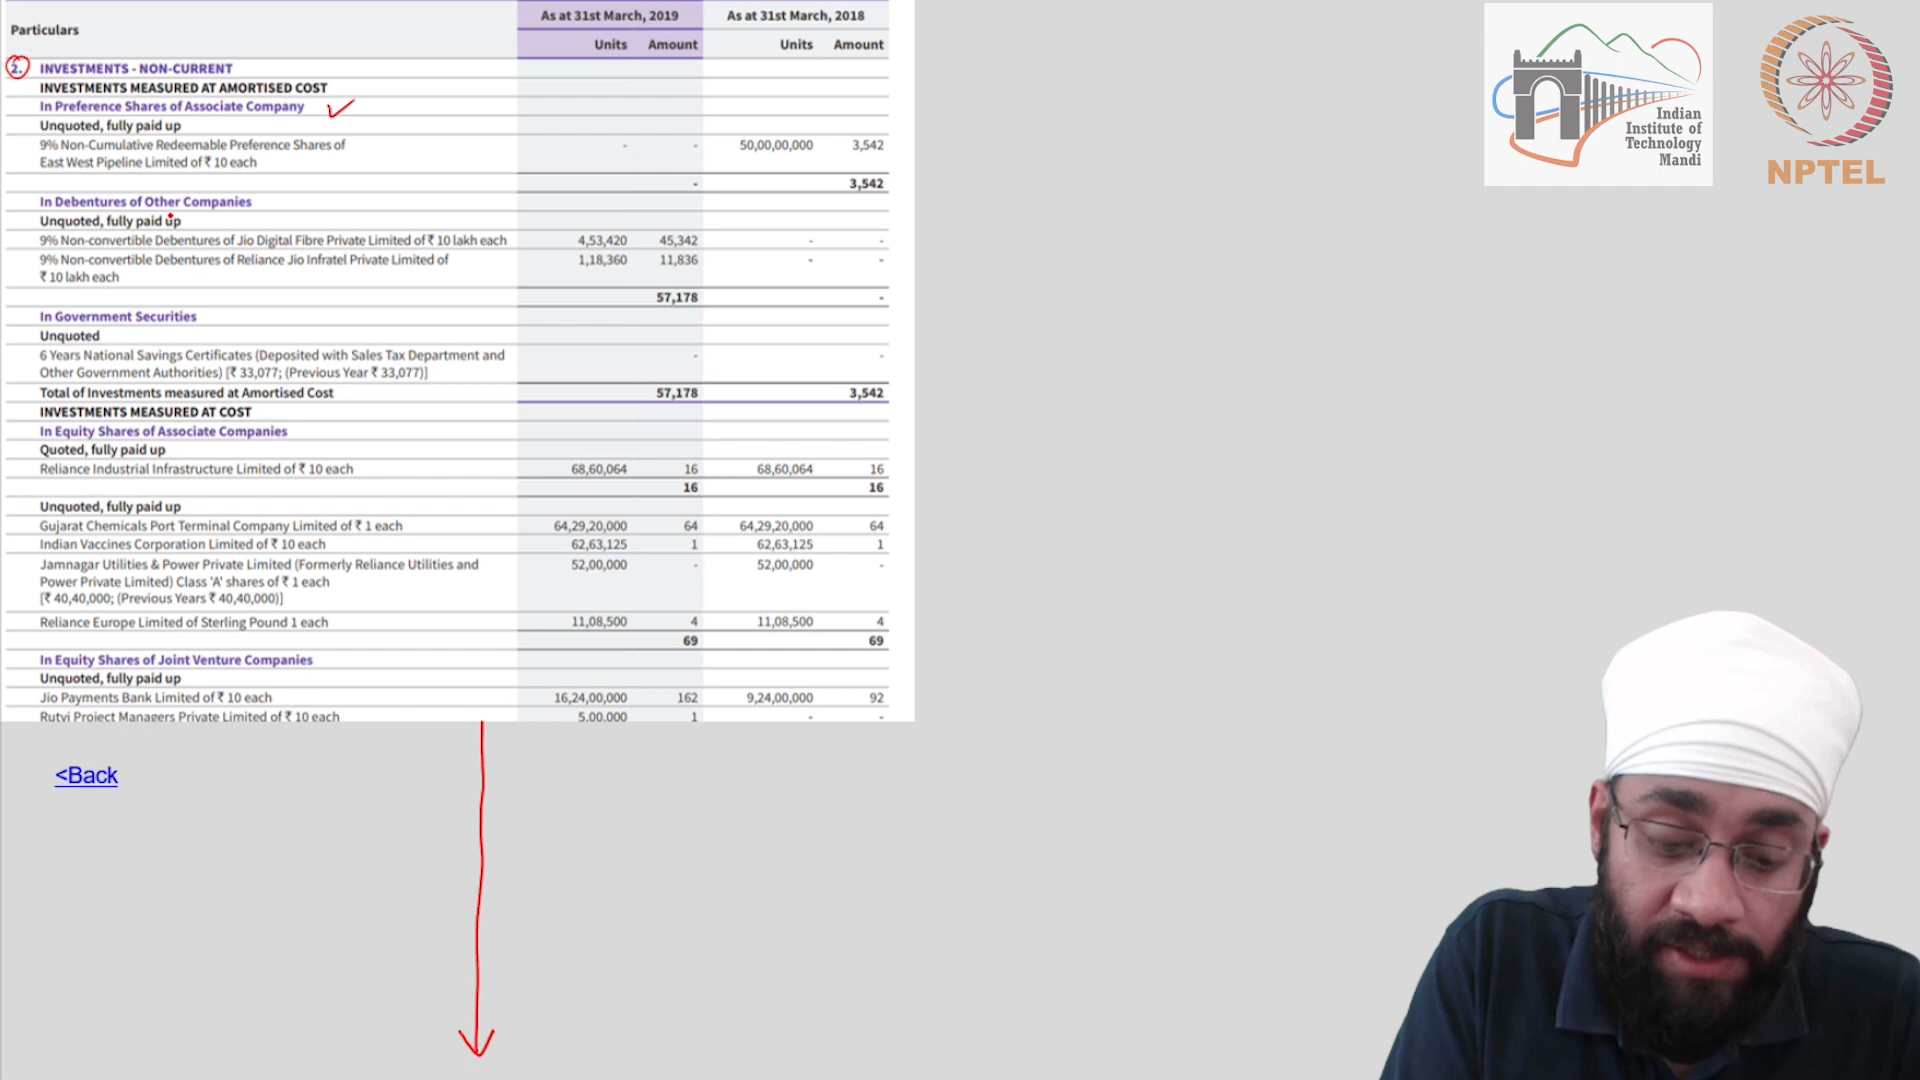 As at 31st March, 2019 As at 31st March, 2018
Particulars
Units Amount Units Amount
2. INVESTMENTS - NON-CURRENT
INVESTMENTS MEASURED AT AMORTISED COST
In Preference Shares of Associate Company
Unquoted, fully paid up
9% Non-Cumulative Redeemable Preference Shares of - - 50,00,00,000 3,542
East West Pipeline Limited of ₹ 10 each
- 3,542
In Debentures of Other Companies
Unquoted, fully paid up
9% Non-convertible Debentures of Jio Digital Fibre Private Limited of ₹ 10 lakh each 4,53,420 45,342 - -
9% Non-convertible Debentures of Reliance Jio Infratel Private Limited of 1,18,360 11,836 - -
₹ 10 lakh each
57,178 -
In Government Securities
Unquoted
6 Years National Savings Certificates (Deposited with Sales Tax Department and - -
Other Government Authorities) [₹ 33,077; (Previous Year ₹ 33,077)]
Total of Investments measured at Amortised Cost 57,178 3,542
INVESTMENTS MEASURED AT COST
In Equity Shares of Associate Companies
Quoted, fully paid up
Reliance Industrial Infrastructure Limited of ₹ 10 each 68,60,064 16 68,60,064 16
16 16
Unquoted, fully paid up
Gujarat Chemicals Port Terminal Company Limited of ₹ 1 each 64,29,20,000 64 64,29,20,000 64
Indian Vaccines Corporation Limited of ₹ 10 each 62,63,125 1 62,63,125 1
Jamnagar Utilities & Power Private Limited (Formerly Reliance Utilities and 52,00,000 - 52,00,000 -
Power Private Limited) Class 'A' shares of ₹ 1 each
[₹ 40,40,000; (Previous Years ₹ 40,40,000)]
Reliance Europe Limited of Sterling Pound 1 each 11,08,500 4 11,08,500 4
69 69
In Equity Shares of Joint Venture Companies
Unquoted, fully paid up
Jio Payments Bank Limited of ₹ 10 each 16,24,00,000 162 9,24,00,000 92
Rutvi Project Managers Private Limited of ₹ 10 each 5,00,000 1 - -
<Back
Indian
Institute of
Technology
Mandi
NPTEL